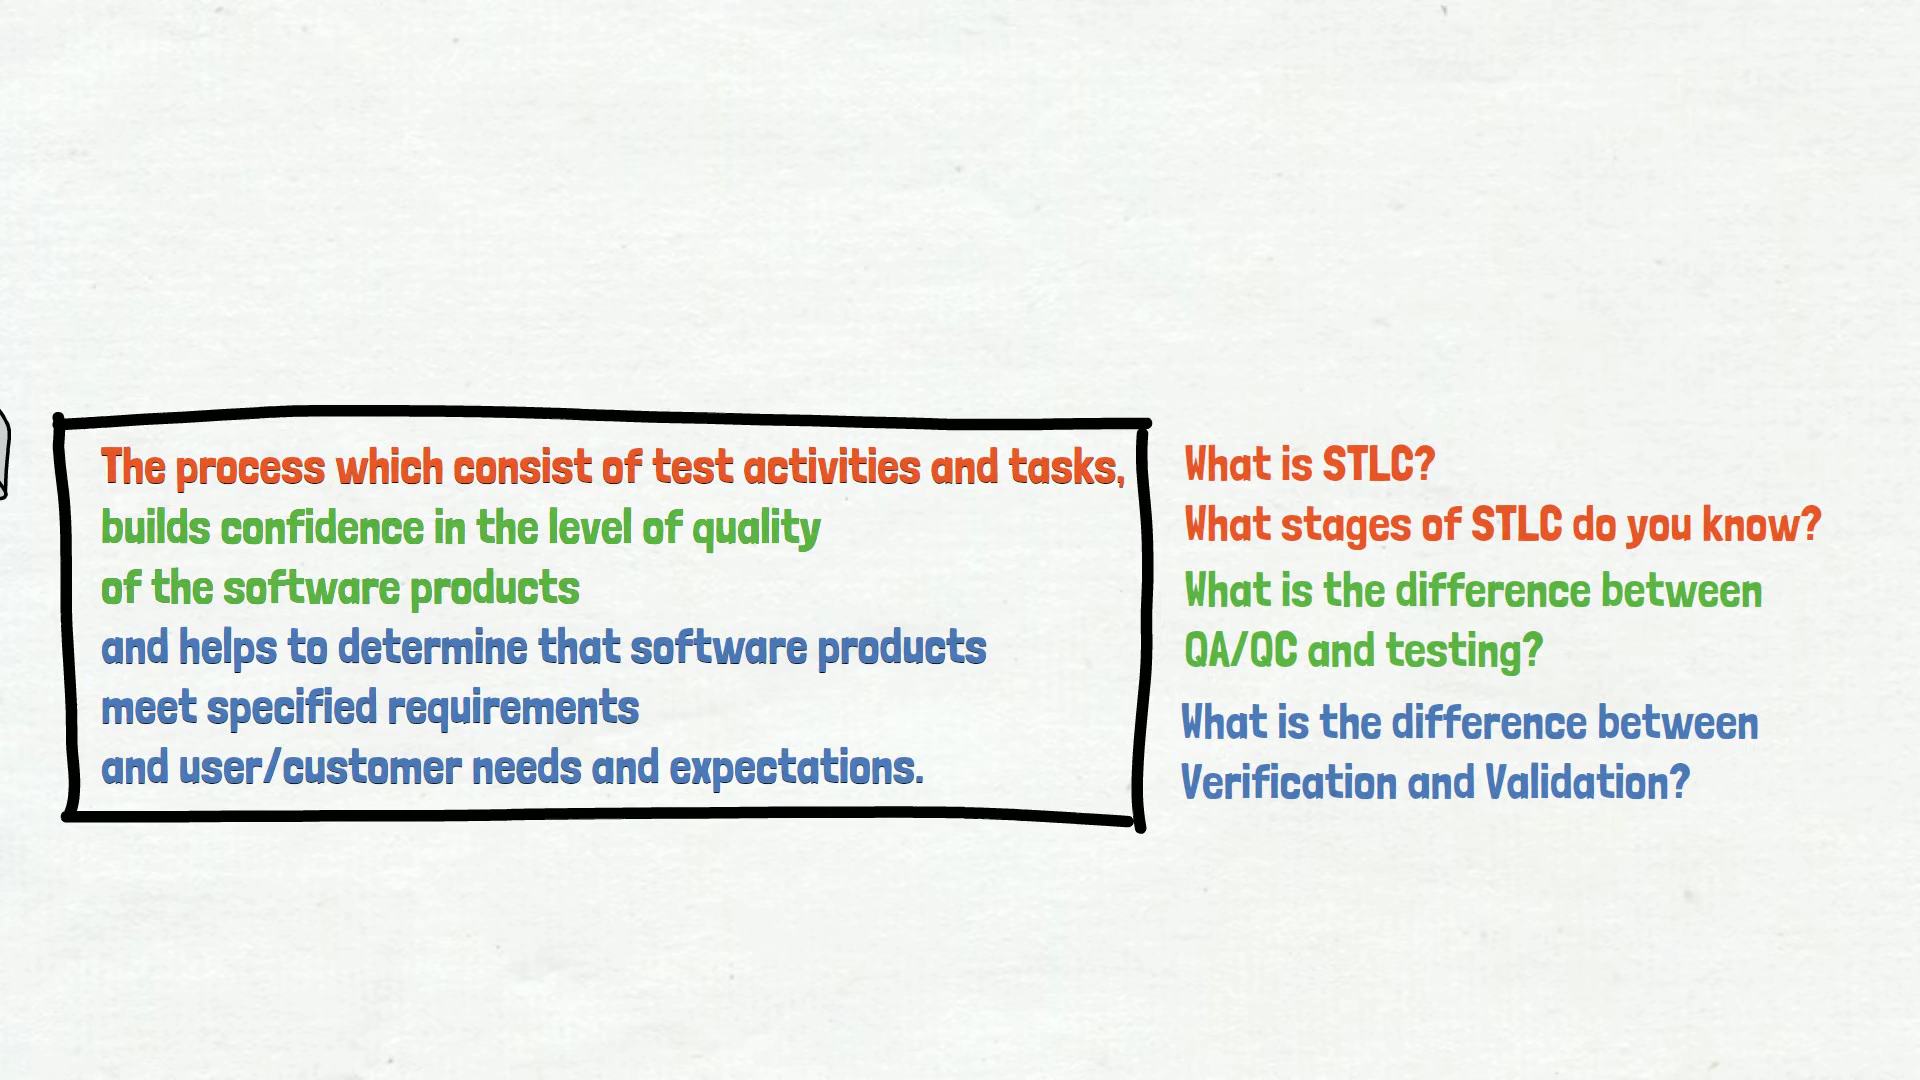 The process which consist of test activities and tasks,
builds confidence in the level of quality
of the software products
and helps to determine that software products
meet specified requirements
and user/customer needs and expectations.
What is STLC?
What stages of STLC do you know?
What is the difference between
QA/QC and testing?
What is the difference between
Verification and Validation?